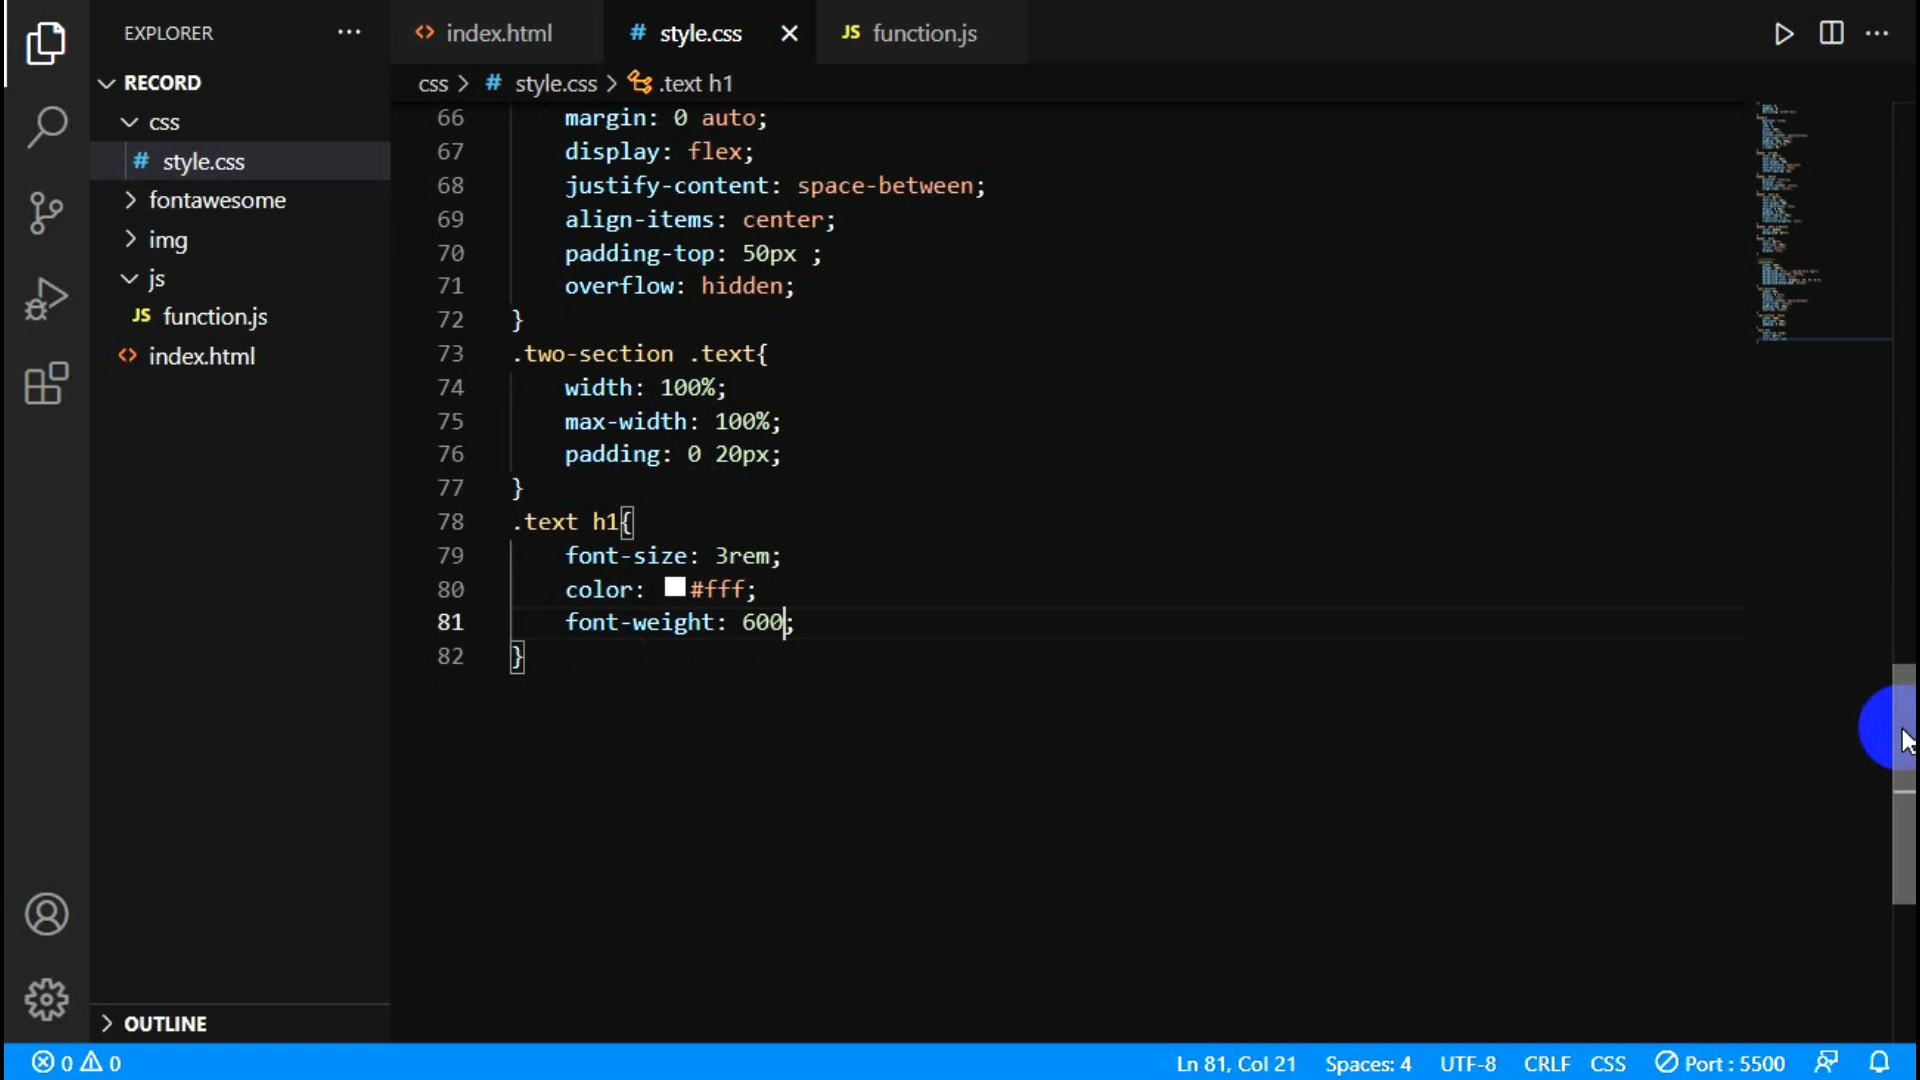 EXPLORER
RECORD
css
# style.css
fontawesome
img
js
JS function.js
<> index.html
OUTLINE
<> index.html
# style.css
JS function.js
css > # style.css > .text h1
66 margin: 0 auto;
67 display: flex;
68 justify-content: space-between;
69 align-items: center;
70 padding-top: 50px ;
71 overflow: hidden;
72 }
73 .two-section .text{
74 width: 100%;
75 max-width: 100%;
76 padding: 0 20px;
77 }
78 .text h1{
79 font-size: 3rem;
80 color: #fff;
81 font-weight: 600;
82 }
0 0
Ln 81, Col 21
Spaces: 4
UTF-8
CRLF
CSS
Port : 5500